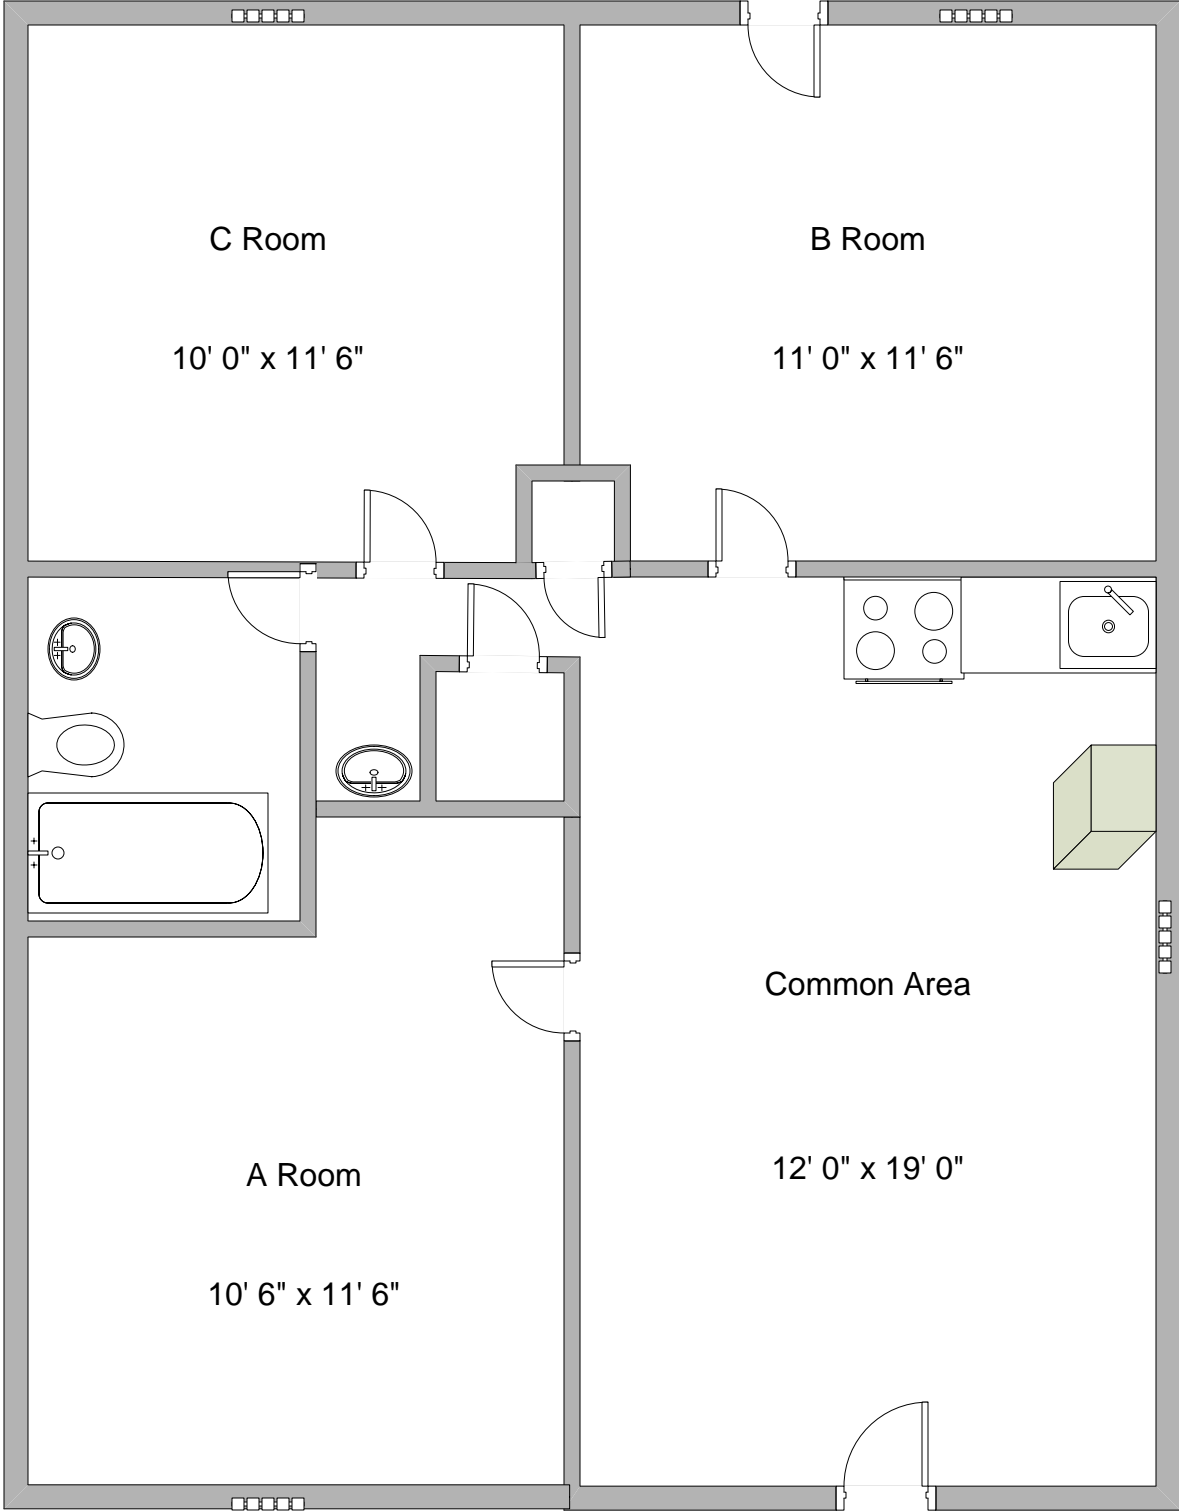 C Room
10' 0" x 11' 6"
B Room
11' 0" x 11' 6"
Common Area
12' 0" x 19' 0"
A Room
10' 6" x 11' 6"